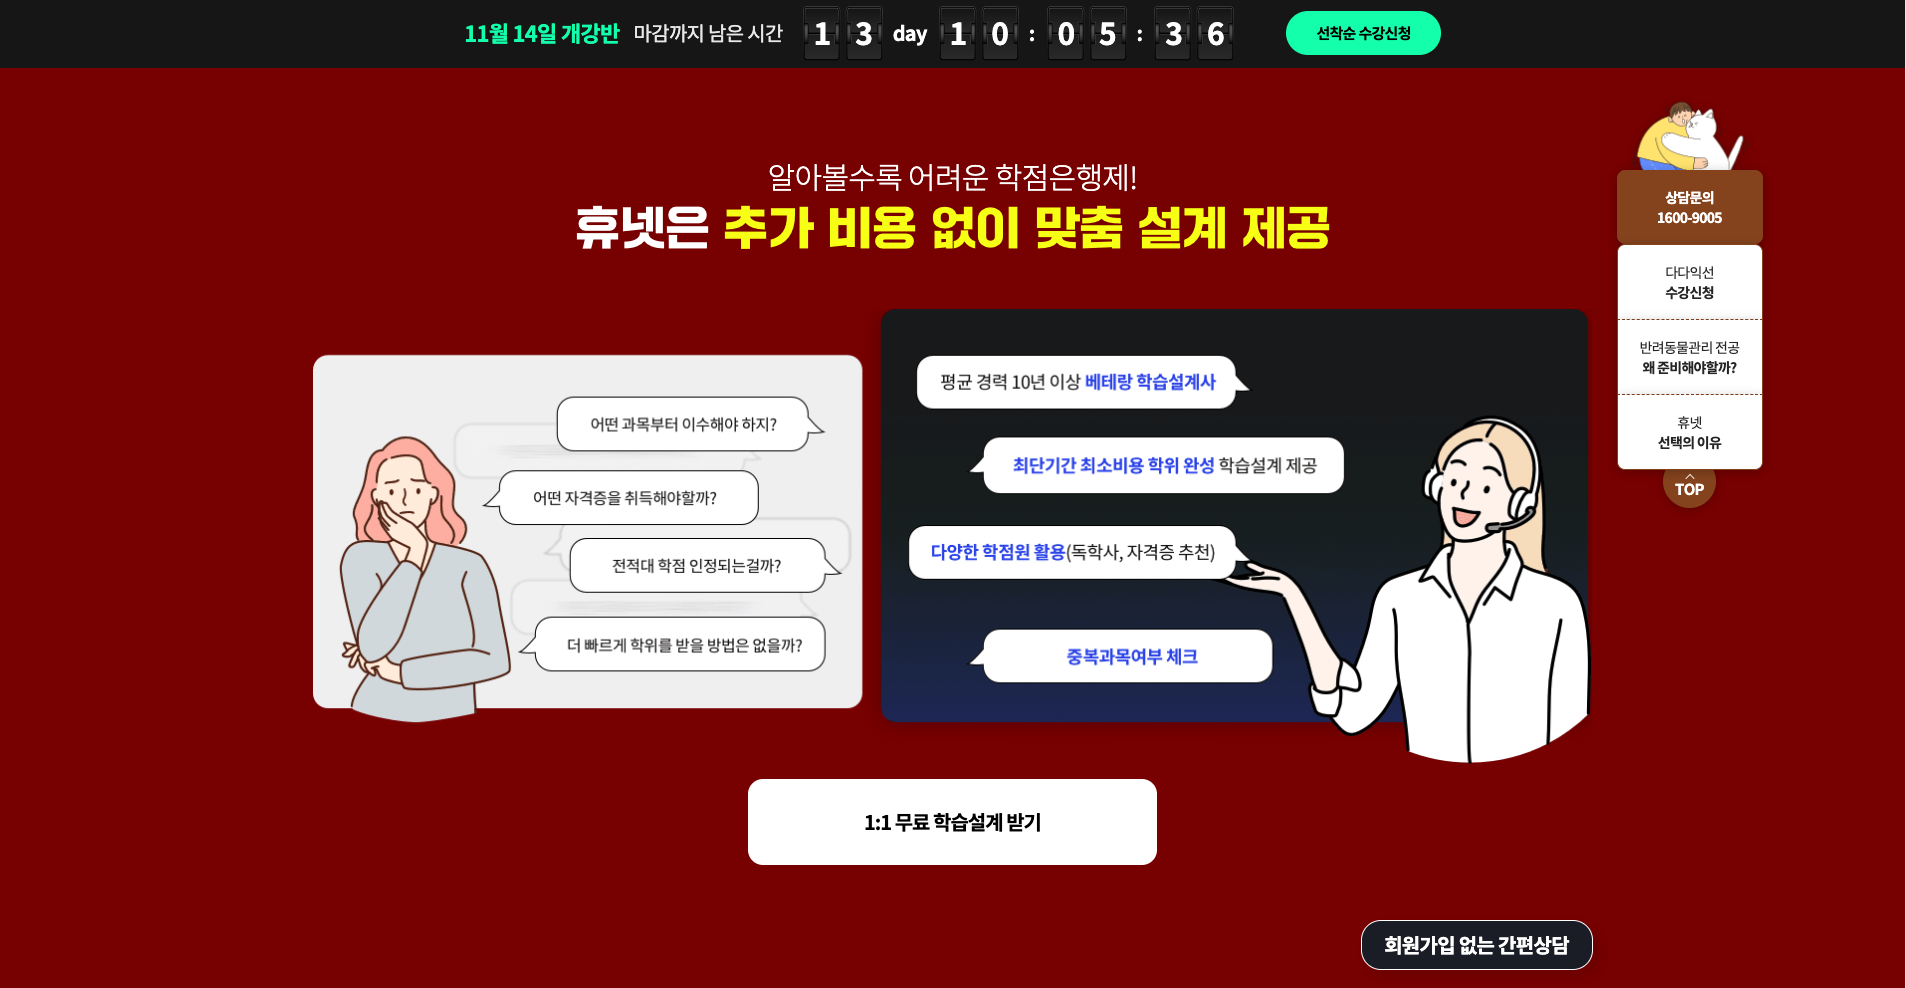 11월 14일 개강반 마감까지 남은 시간 13 day 10 : 05 : 36 선착순 수강신청
알아볼수록 어려운 학점은행제!
휴넷은 추가 비용 없이 맞춤 설계 제공
어떤 과목부터 이수해야 하지?
어떤 자격증을 취득해야할까?
전적대 학점 인정되는걸까?
더 빠르게 학위를 받을 방법은 없을까?
평균 경력 10년 이상 베테랑 학습설계사
최단기간 최소비용 학위 완성 학습설계 제공
다양한 학점원 활용(독학사, 자격증 추천)
중복과목여부 체크
1:1 무료 학습설계 받기
상담문의
1600-9005
다다익선
수강신청
반려동물관리 전공
왜 준비해야할까?
휴넷
선택의 이유
TOP
회원가입 없는 간편상담